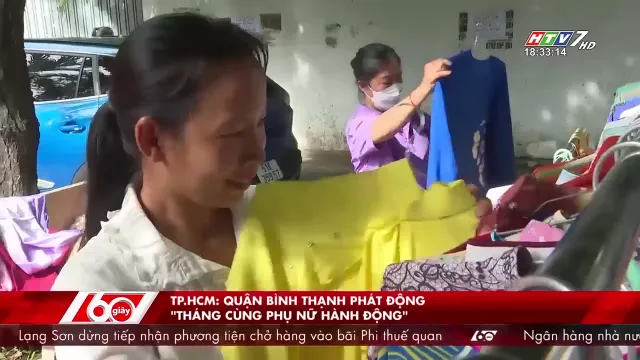 HTV7 HD
18:33:14
60 giây
TP.HCM: QUẬN BÌNH THẠNH PHÁT ĐỘNG
"THÁNG CÙNG PHỤ NỮ HÀNH ĐỘNG"
Lạng Sơn dừng tiếp nhận phương tiện chở hàng vào bãi Phi thuế quan 60 Ngân hàng nhà nư